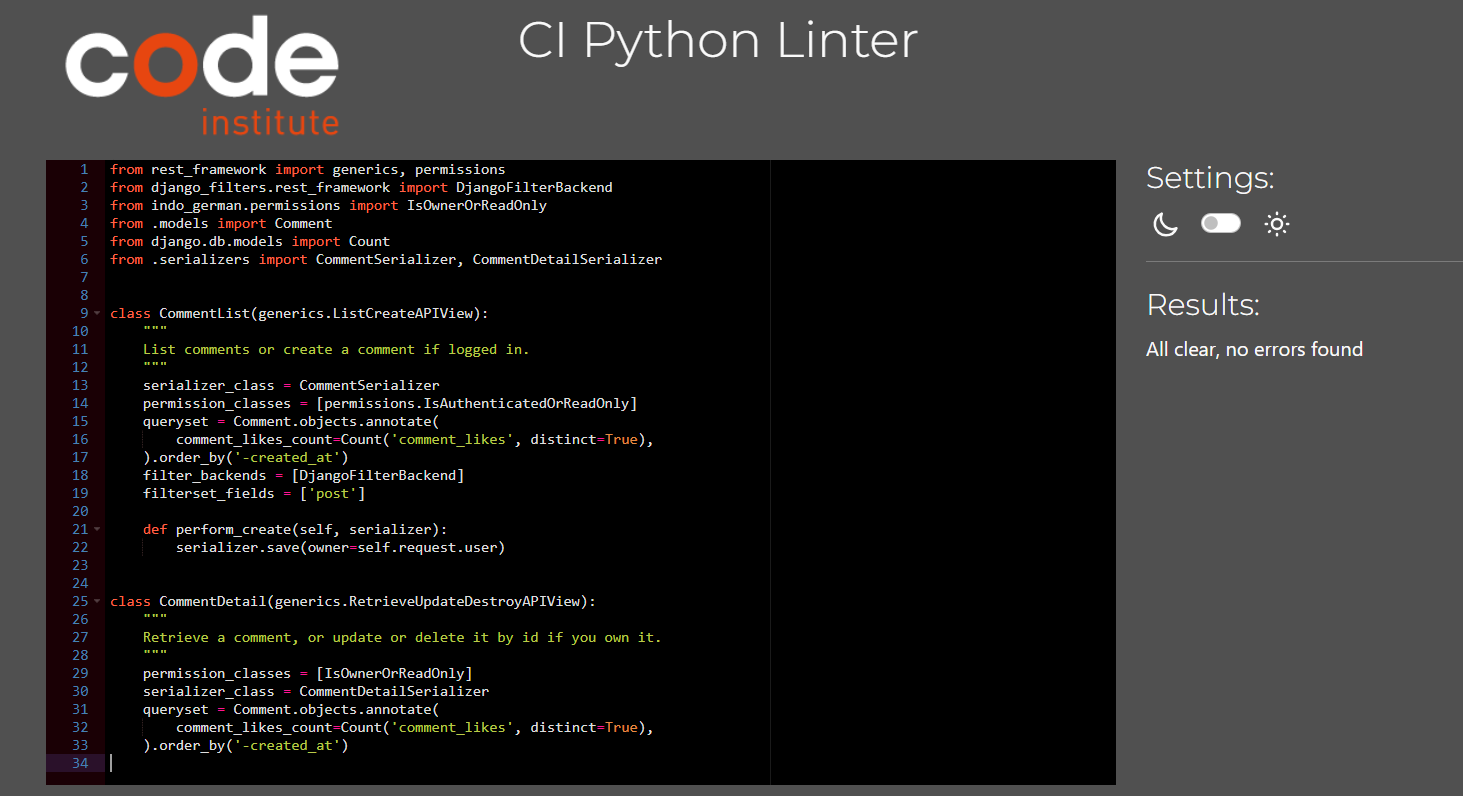 code
institute
CI Python Linter
1 from rest_framework import generics, permissions
2 from django_filters.rest_framework import DjangoFilterBackend
3 from indo_german.permissions import IsOwnerOrReadOnly
4 from .models import Comment
5 from django.db.models import Count
6 from .serializers import CommentSerializer, CommentDetailSerializer
7
8
9 class CommentList(generics.ListCreateAPIView):
10     """
11     List comments or create a comment if logged in.
12     """
13     serializer_class = CommentSerializer
14     permission_classes = [permissions.IsAuthenticatedOrReadOnly]
15     queryset = Comment.objects.annotate(
16         comment_likes_count=Count('comment_likes', distinct=True),
17     ).order_by('-created_at')
18     filter_backends = [DjangoFilterBackend]
19     filterset_fields = ['post']
20
21     def perform_create(self, serializer):
22         serializer.save(owner=self.request.user)
23
24
25 class CommentDetail(generics.RetrieveUpdateDestroyAPIView):
26     """
27     Retrieve a comment, or update or delete it by id if you own it.
28     """
29     permission_classes = [IsOwnerOrReadOnly]
30     serializer_class = CommentDetailSerializer
31     queryset = Comment.objects.annotate(
32         comment_likes_count=Count('comment_likes', distinct=True),
33     ).order_by('-created_at')
34
Settings:
Results:
All clear, no errors found